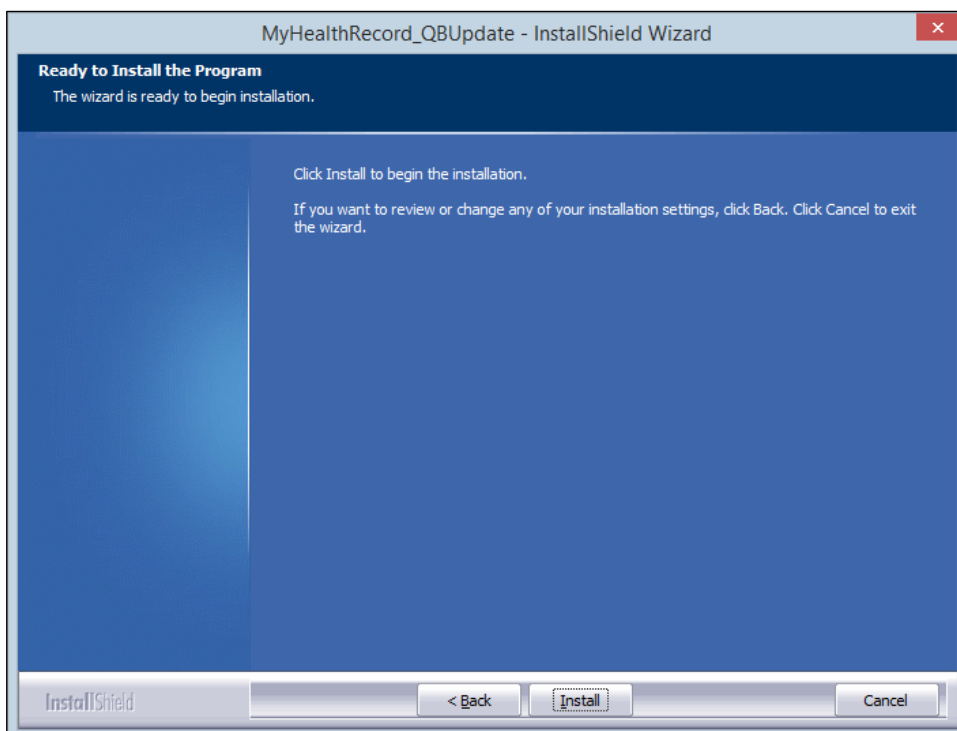 MyHealthRecord_QBUpdate - InstallShield Wizard
Ready to Install the Program
The wizard is ready to begin installation.
Click Install to begin the installation.
If you want to review or change any of your installation settings, click Back. Click Cancel to exit
the wizard.
InstallShield
< Back
Install
Cancel